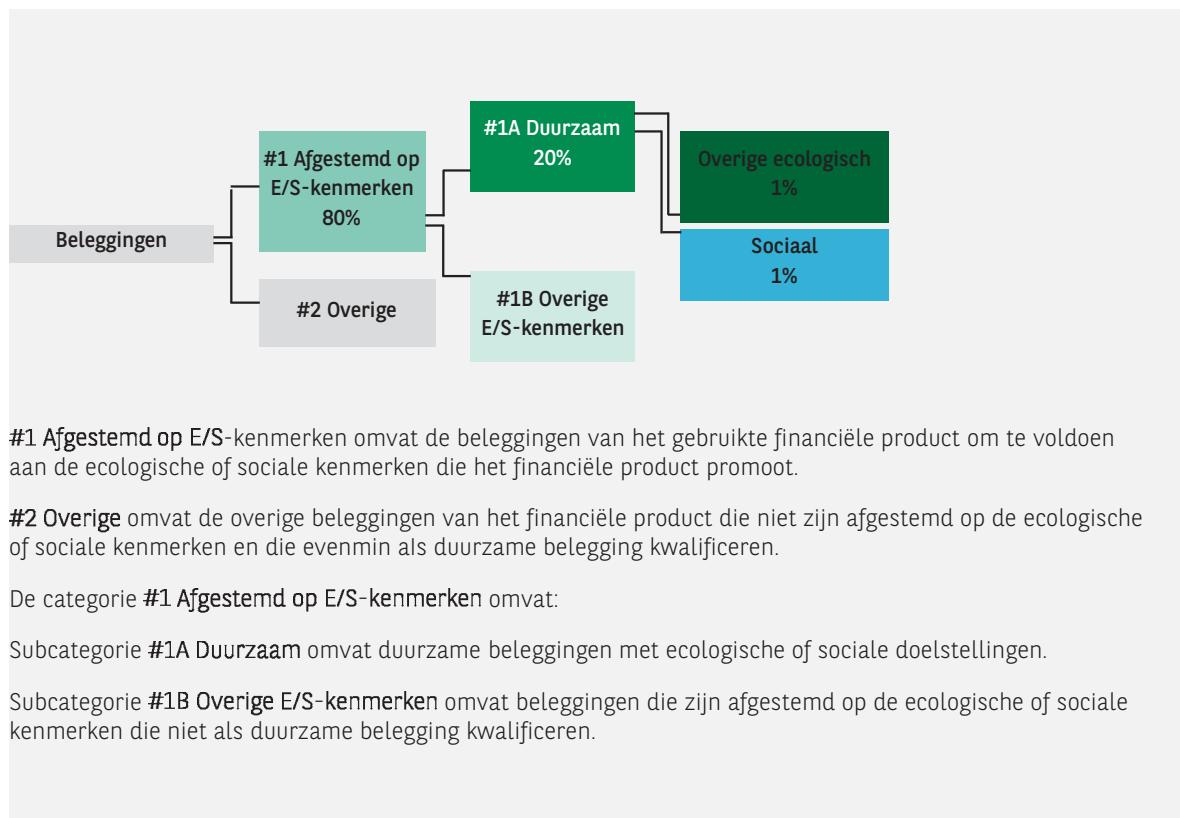 #1A Duurzaam
20%
#1 Afgestemd op
E/S-kenmerken
80%
Overige ecologisch
1%
Beleggingen
Sociaal
1%
#2 Overige
#1B Overige
E/S-kenmerken
#1 Afgestemd op E/S-kenmerken omvat de beleggingen van het gebruikte financiële product om te voldoen
aan de ecologische of sociale kenmerken die het financiële product promoot.
#2 Overige omvat de overige beleggingen van het financiële product die niet zijn afgestemd op de ecologische
of sociale kenmerken en die evenmin als duurzame belegging kwalificeren.
De categorie #1 Afgestemd op E/S-kenmerken omvat:
Subcategorie #1A Duurzaam omvat duurzame beleggingen met ecologische of sociale doelstellingen.
Subcategorie #1B Overige E/S-kenmerken omvat beleggingen die zijn afgestemd op de ecologische of sociale
kenmerken die niet als duurzame belegging kwalificeren.